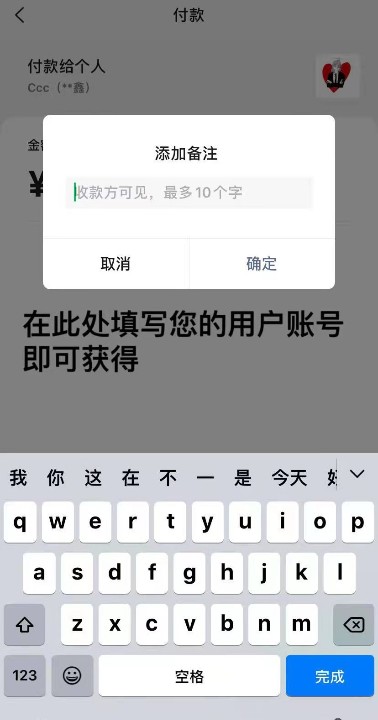 付款
付款给个人
Ccc（**鑫）
添加备注
收款方可见，最多10个字
¥
取消 确定
在此处填写您的用户账号
即可获得
我 你 这 在 不 一 是 今天
q w e r t y u i o p
a s d f g h j k l
z x c v b n m
123 空格 完成